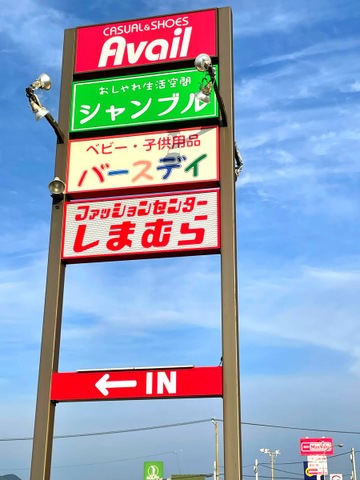 CASUAL&SHOES
Avail
おしゃれ生活空間
シャンブル
ベビー・子供用品
バースデイ
ファッションセンター
しまむら
← IN